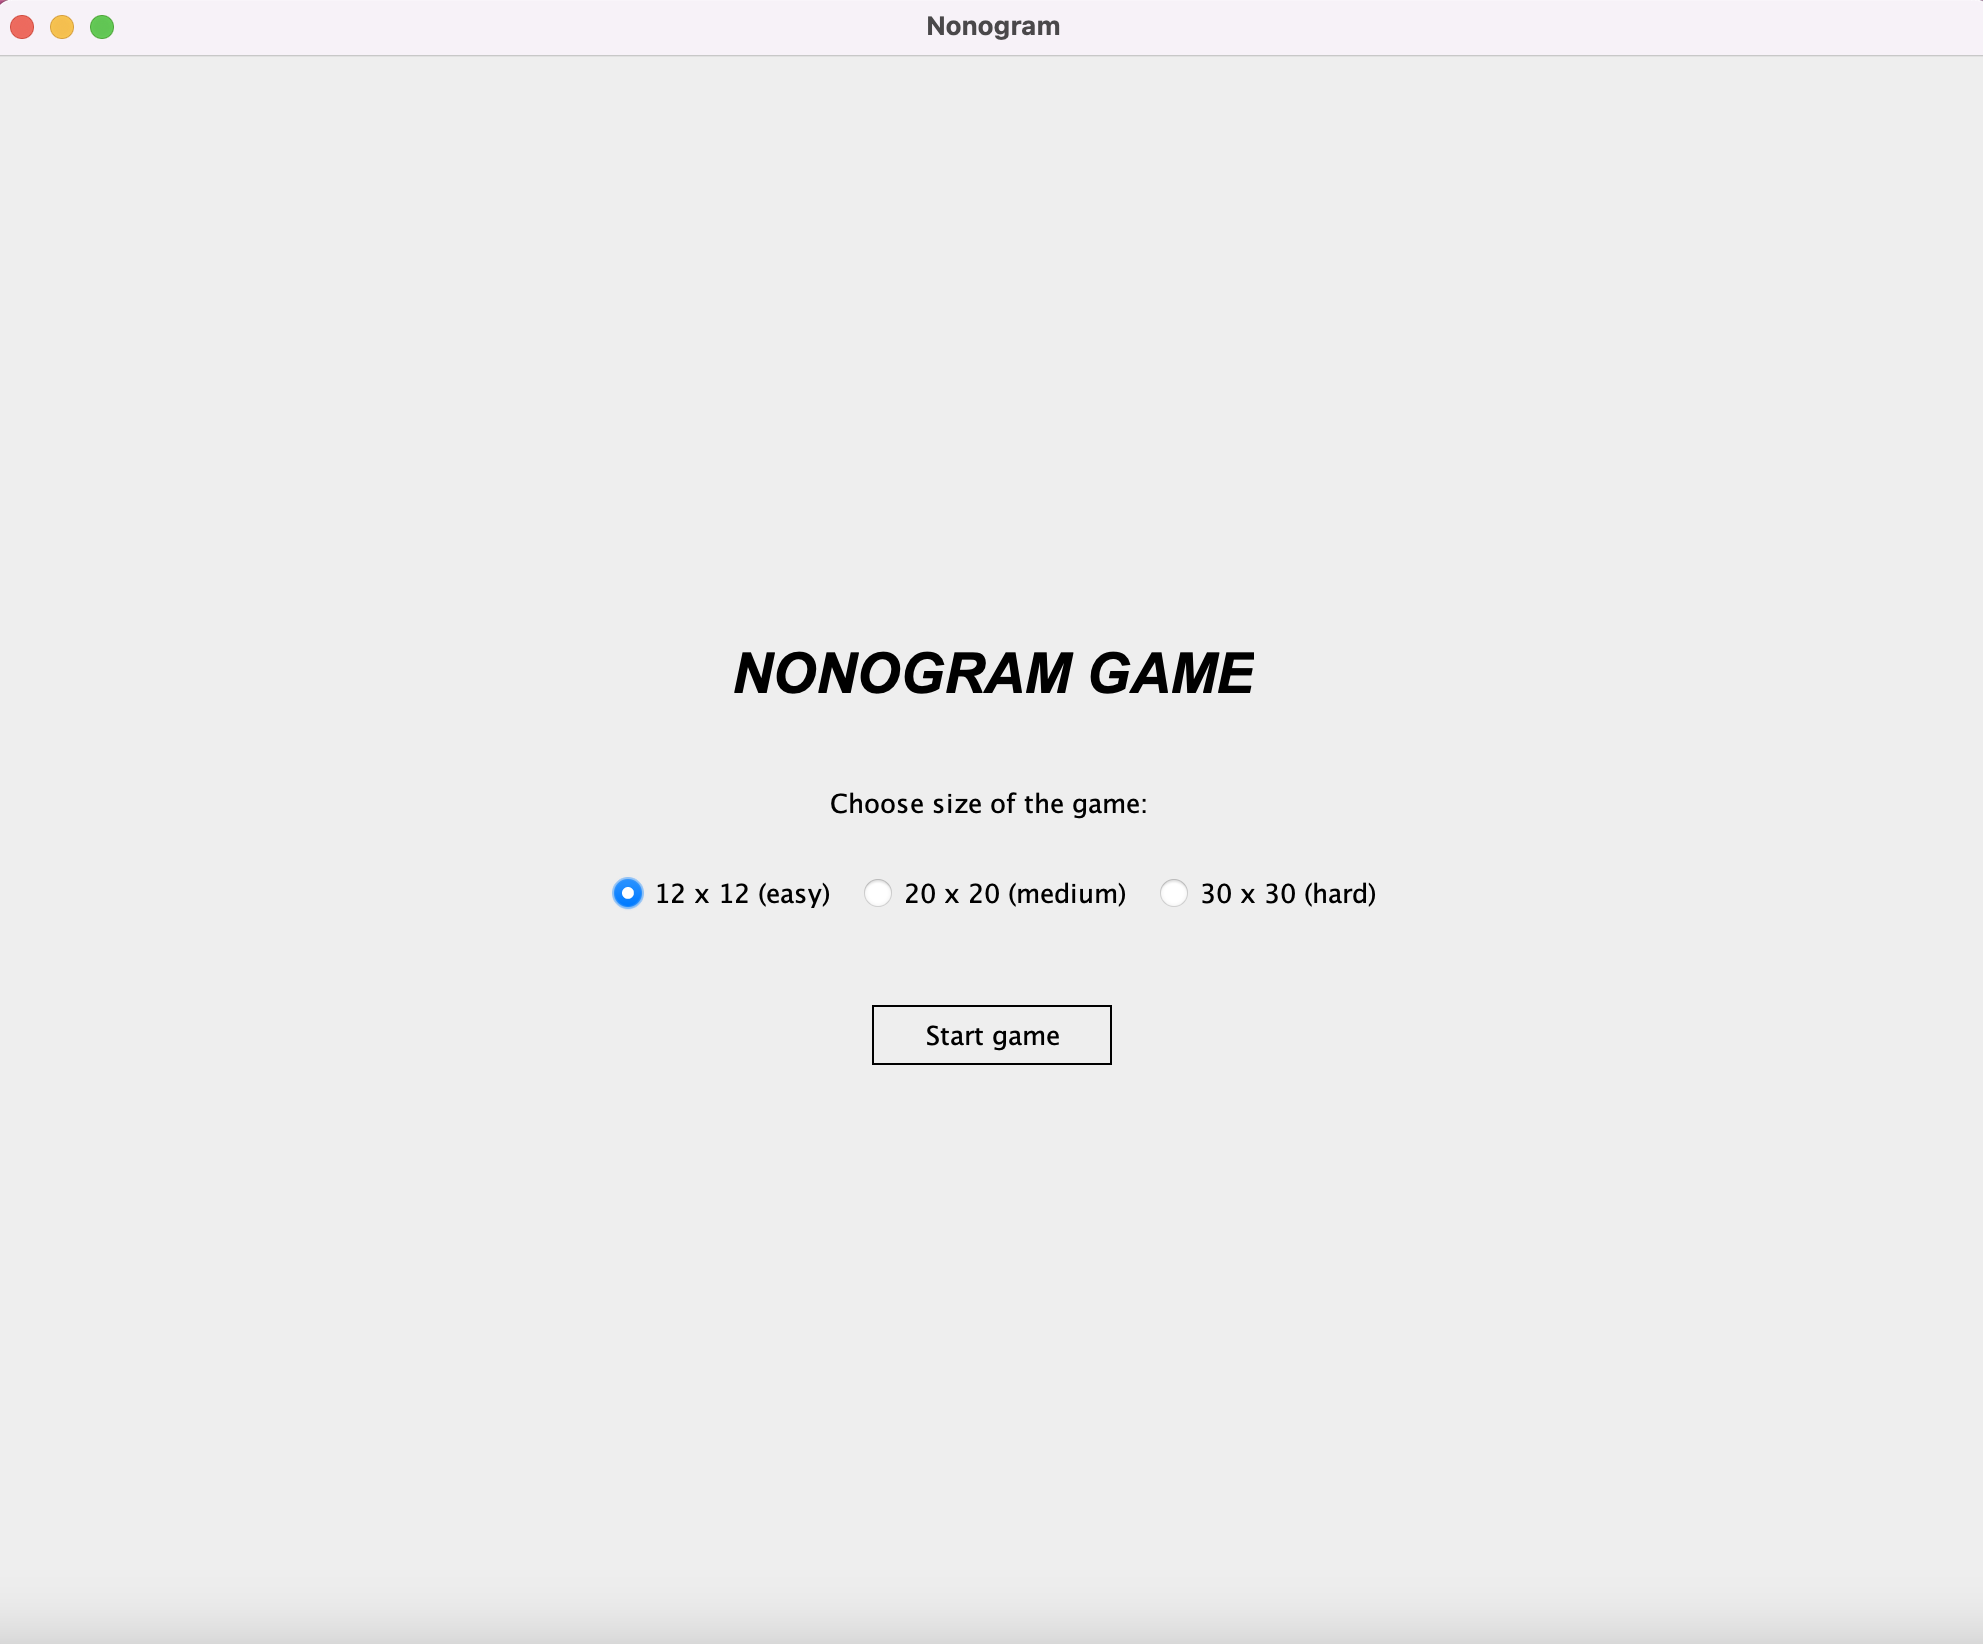 Nonogram
NONOGRAM GAME
Choose size of the game:
12 x 12 (easy) 20 x 20 (medium) 30 x 30 (hard)
Start game